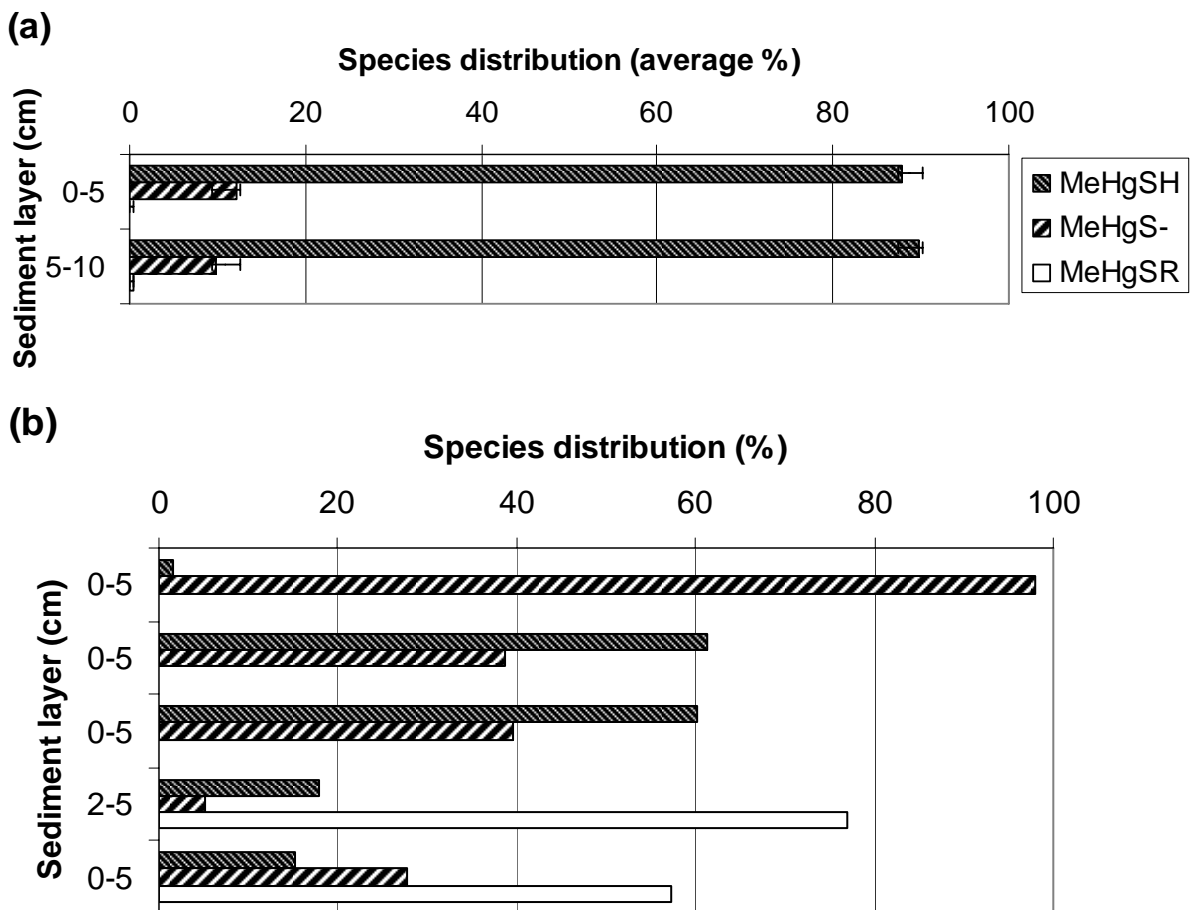 (a)
Species distribution (average %)
0 20 40 60 80 100
Sediment layer (cm)
0-5
5-10
MeHgSH
MeHgS-
MeHgSR
(b)
Species distribution (%)
0 20 40 60 80 100
Sediment layer (cm)
0-5
0-5
0-5
2-5
0-5